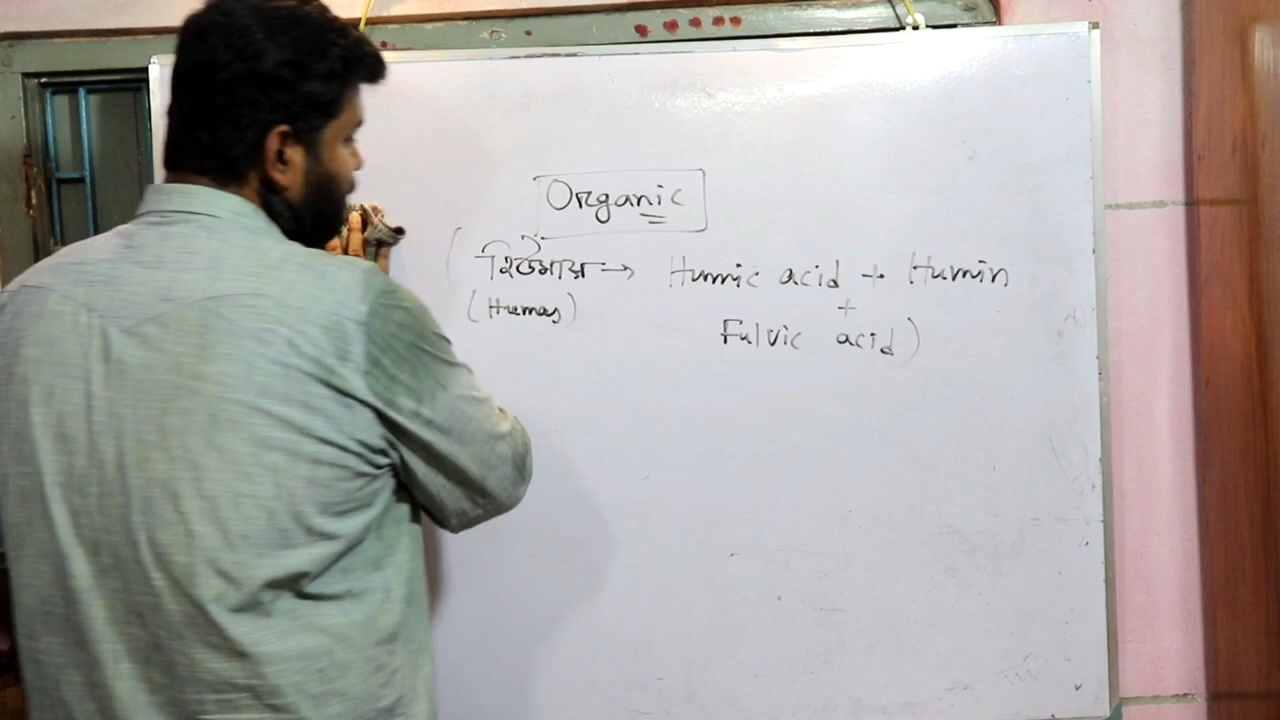 Organic
( হিউমাস → Humic acid + Humin
(Humas) +
Fulvic acid )